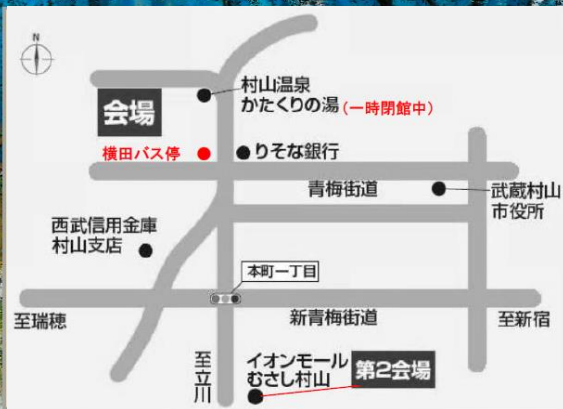 N
村山温泉
かたくりの湯(一時閉館中)
会場
横田バス停
りそな銀行
青梅街道
武蔵村山
市役所
西武信用金庫
村山支店
本町一丁目
至瑞穂
新青梅街道
至新宿
至立川
イオンモール
むさし村山
第2会場